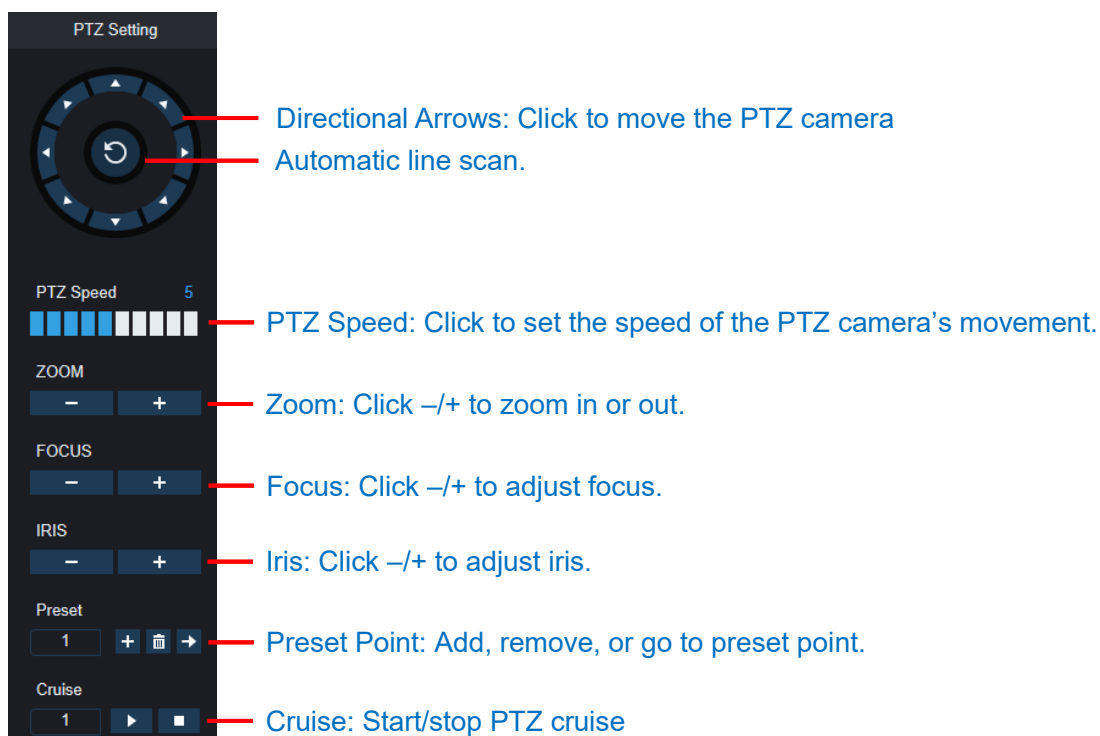 PTZ Setting
Directional Arrows: Click to move the PTZ camera
Automatic line scan.
PTZ Speed 5
PTZ Speed: Click to set the speed of the PTZ camera’s movement.
ZOOM
– +
Zoom: Click –/+ to zoom in or out.
FOCUS
– +
Focus: Click –/+ to adjust focus.
IRIS
– +
Iris: Click –/+ to adjust iris.
Preset
1 +
Preset Point: Add, remove, or go to preset point.
Cruise
1
Cruise: Start/stop PTZ cruise